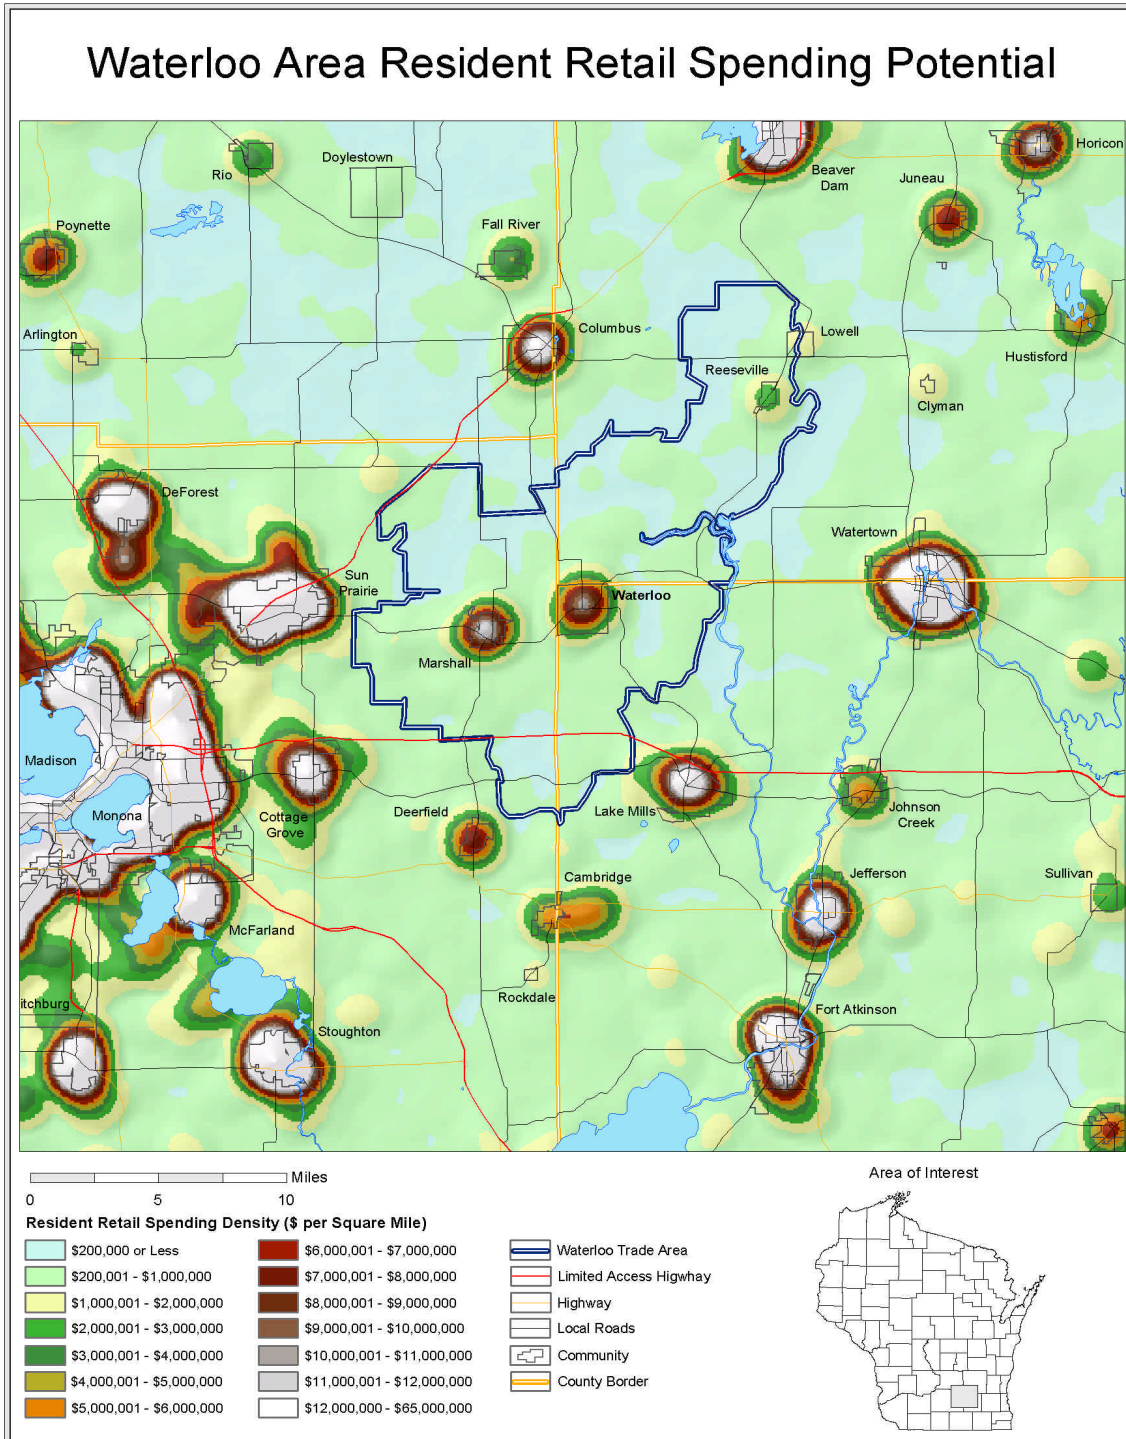 Waterloo Area Resident Retail Spending Potential
Rio
Doylestown
Beaver
Dam
Horicon
Juneau
Poynette
Fall River
Arlington
Columbus
Lowell
Hustisford
Reeseville
Clyman
DeForest
Watertown
Sun
Prairie
Waterloo
Marshall
Madison
Monona
Cottage
Grove
Deerfield
Lake Mills
Johnson
Creek
Cambridge
Jefferson
Sullivan
McFarland
Rockdale
itchburg
Stoughton
Fort Atkinson
Miles
0 5 10
Area of Interest
Resident Retail Spending Density ($ per Square Mile)
$200,000 or Less
$200,001 - $1,000,000
$1,000,001 - $2,000,000
$2,000,001 - $3,000,000
$3,000,001 - $4,000,000
$4,000,001 - $5,000,000
$5,000,001 - $6,000,000
$6,000,001 - $7,000,000
$7,000,001 - $8,000,000
$8,000,001 - $9,000,000
$9,000,001 - $10,000,000
$10,000,001 - $11,000,000
$11,000,001 - $12,000,000
$12,000,000 - $65,000,000
Waterloo Trade Area
Limited Access Higwhay
Highway
Local Roads
Community
County Border